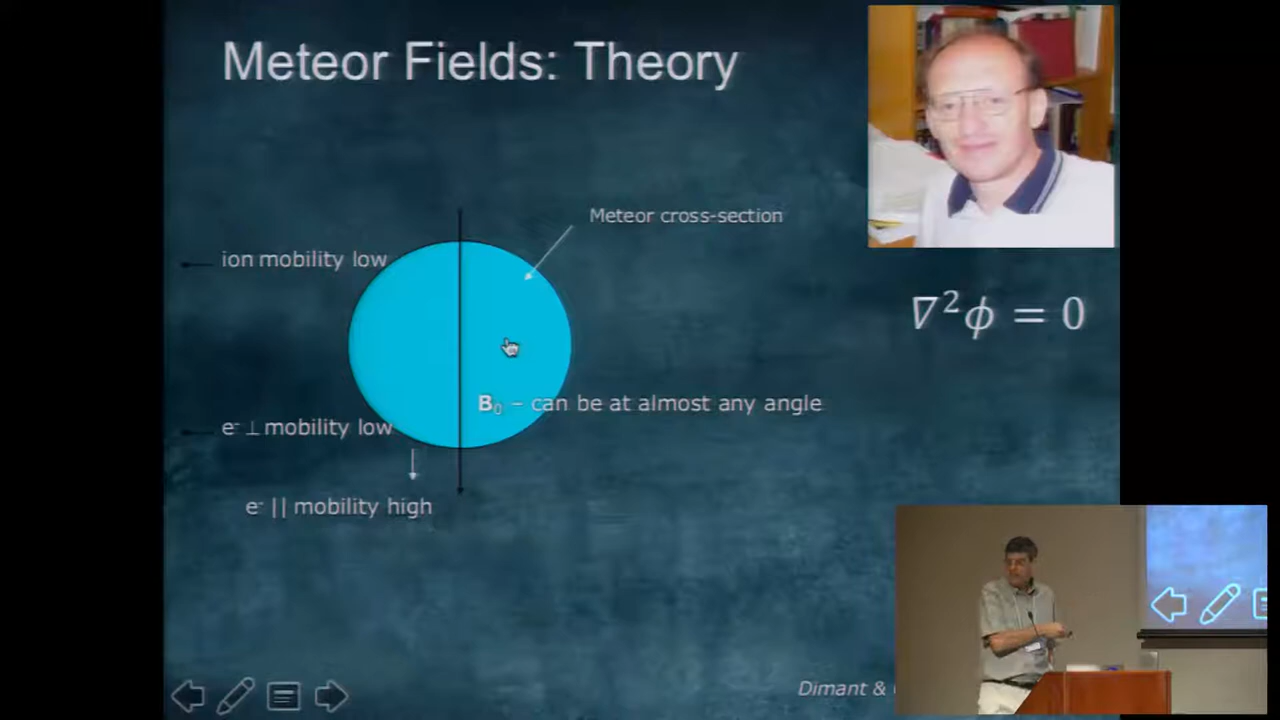 Meteor Fields: Theory
Meteor cross-section
ion mobility low
∇²ϕ = 0
B₀ – can be at almost any angle
e⁻ ⊥ mobility low
e⁻ || mobility high
Dimant &